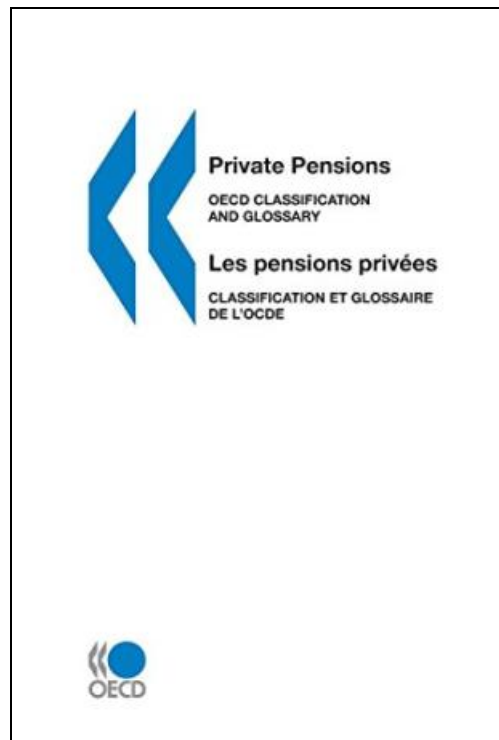 Private Pensions
OECD CLASSIFICATION
AND GLOSSARY
Les pensions privées
CLASSIFICATION ET GLOSSAIRE
DE L'OCDE
OECD